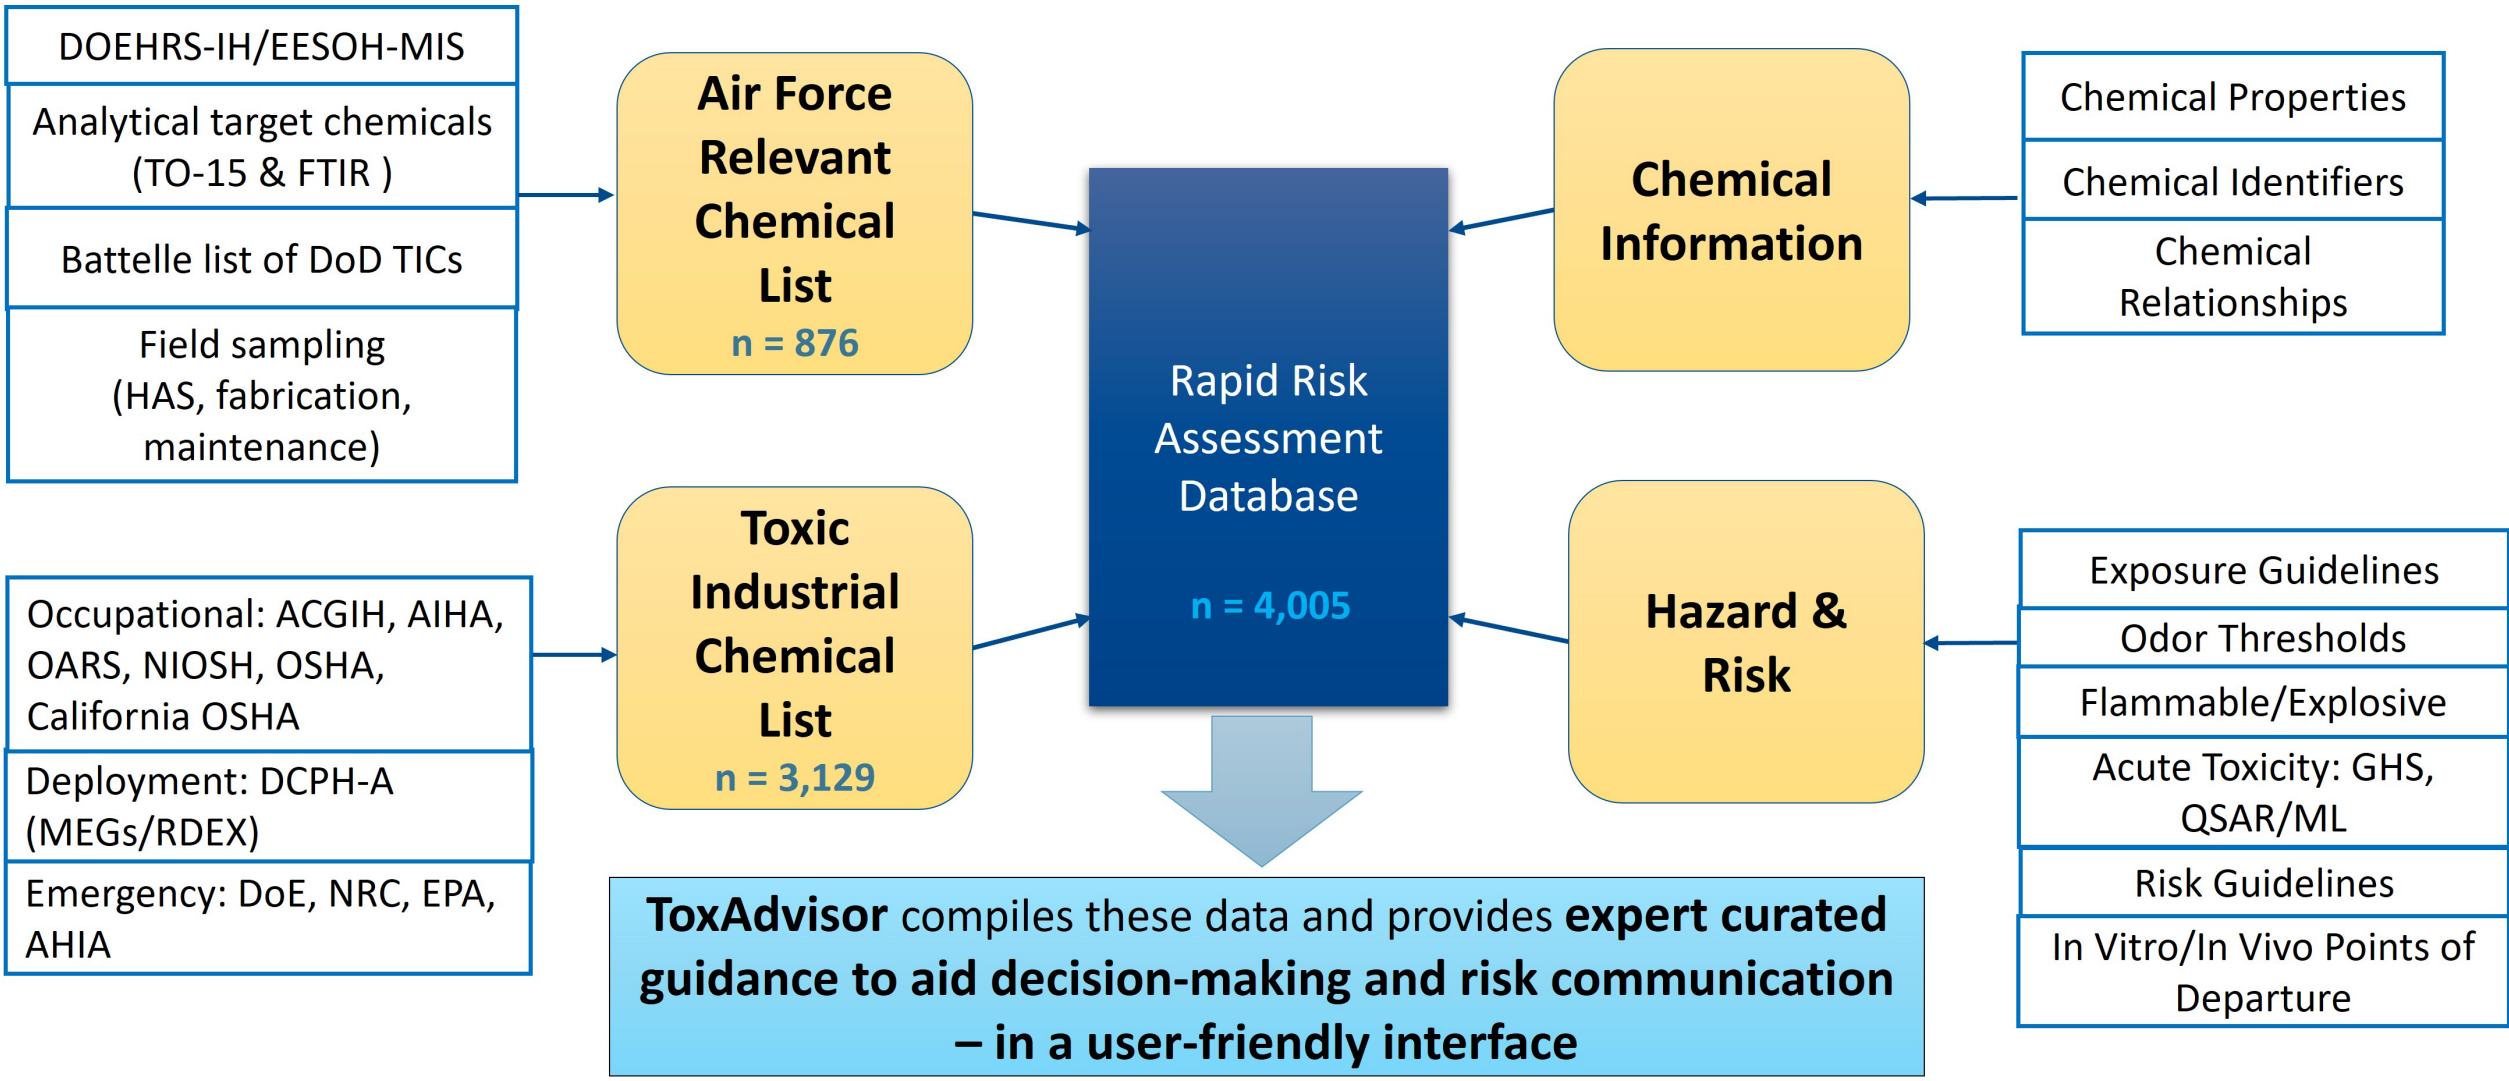 DOEHRS-IH/EESOH-MIS
Analytical target chemicals
(TO-15 & FTIR )
Battelle list of DoD TICs
Field sampling
(HAS, fabrication,
maintenance)
Air Force
Relevant
Chemical
List
n = 876
Occupational: ACGIH, AIHA,
OARS, NIOSH, OSHA,
California OSHA
Deployment: DCPH-A
(MEGs/RDEX)
Emergency: DoE, NRC, EPA,
AHIA
Toxic
Industrial
Chemical
List
n = 3,129
Rapid Risk
Assessment
Database
n = 4,005
Chemical
Information
Chemical Properties
Chemical Identifiers
Chemical
Relationships
Hazard &
Risk
Exposure Guidelines
Odor Thresholds
Flammable/Explosive
Acute Toxicity: GHS,
QSAR/ML
Risk Guidelines
In Vitro/In Vivo Points of
Departure
ToxAdvisor compiles these data and provides expert curated
guidance to aid decision-making and risk communication
– in a user-friendly interface